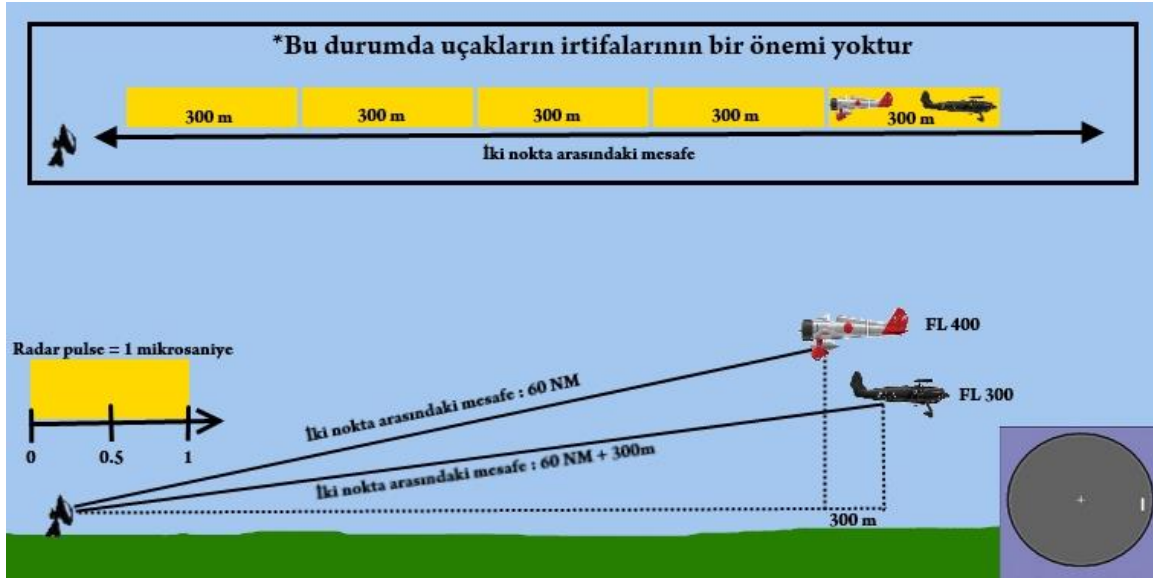 *Bu durumda uçakların irtifalarının bir önemi yoktur
300 m 300 m 300 m 300 m 300 m
İki nokta arasındaki mesafe
FL 400
Radar pulse = 1 mikrosaniye
İki nokta arasındaki mesafe : 60 NM
FL 300
İki nokta arasındaki mesafe : 60 NM + 300m
0 0.5 1
300 m